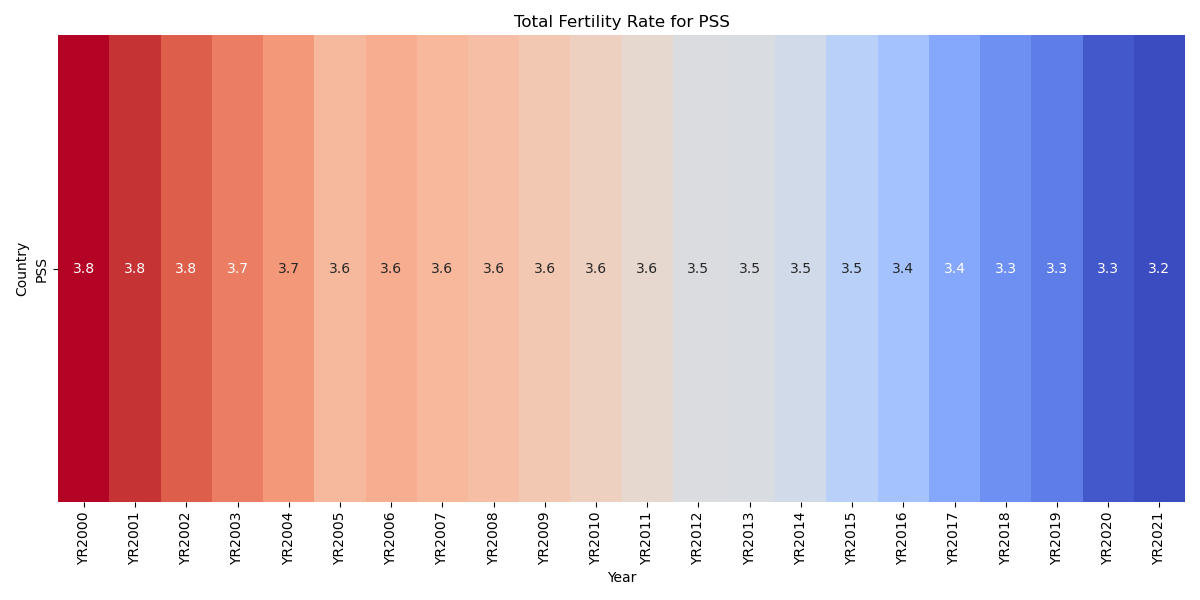 Total Fertility Rate for PSS
Country
PSS
3.8 3.8 3.8 3.7 3.7 3.6 3.6 3.6 3.6 3.6 3.6 3.6 3.5 3.5 3.5 3.5 3.4 3.4 3.3 3.3 3.3 3.2
YR2000 YR2001 YR2002 YR2003 YR2004 YR2005 YR2006 YR2007 YR2008 YR2009 YR2010 YR2011 YR2012 YR2013 YR2014 YR2015 YR2016 YR2017 YR2018 YR2019 YR2020 YR2021
Year